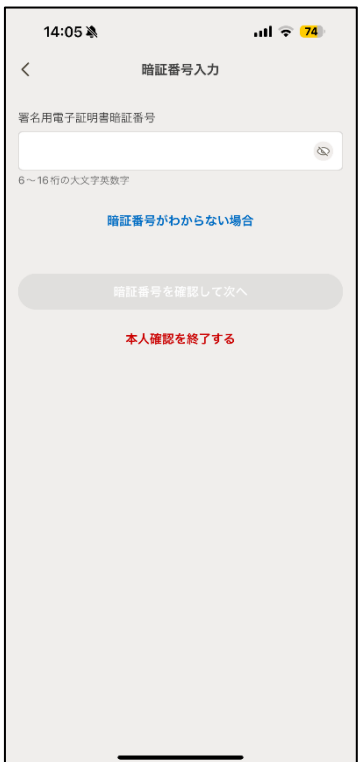 14:05
74
暗証番号入力
署名用電子証明書暗証番号
6～16桁の大文字英数字
暗証番号がわからない場合
暗証番号を確認して次へ
本人確認を終了する